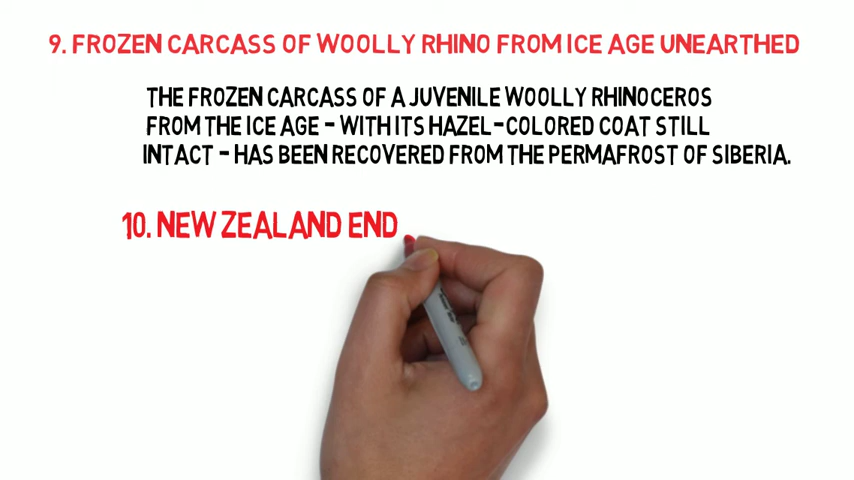 9. FROZEN CARCASS OF WOOLLY RHINO FROM ICE AGE UNEARTHED
THE FROZEN CARCASS OF A JUVENILE WOOLLY RHINOCEROS
FROM THE ICE AGE - WITH ITS HAZEL-COLORED COAT STILL
INTACT - HAS BEEN RECOVERED FROM THE PERMAFROST OF SIBERIA.
10. NEW ZEALAND END